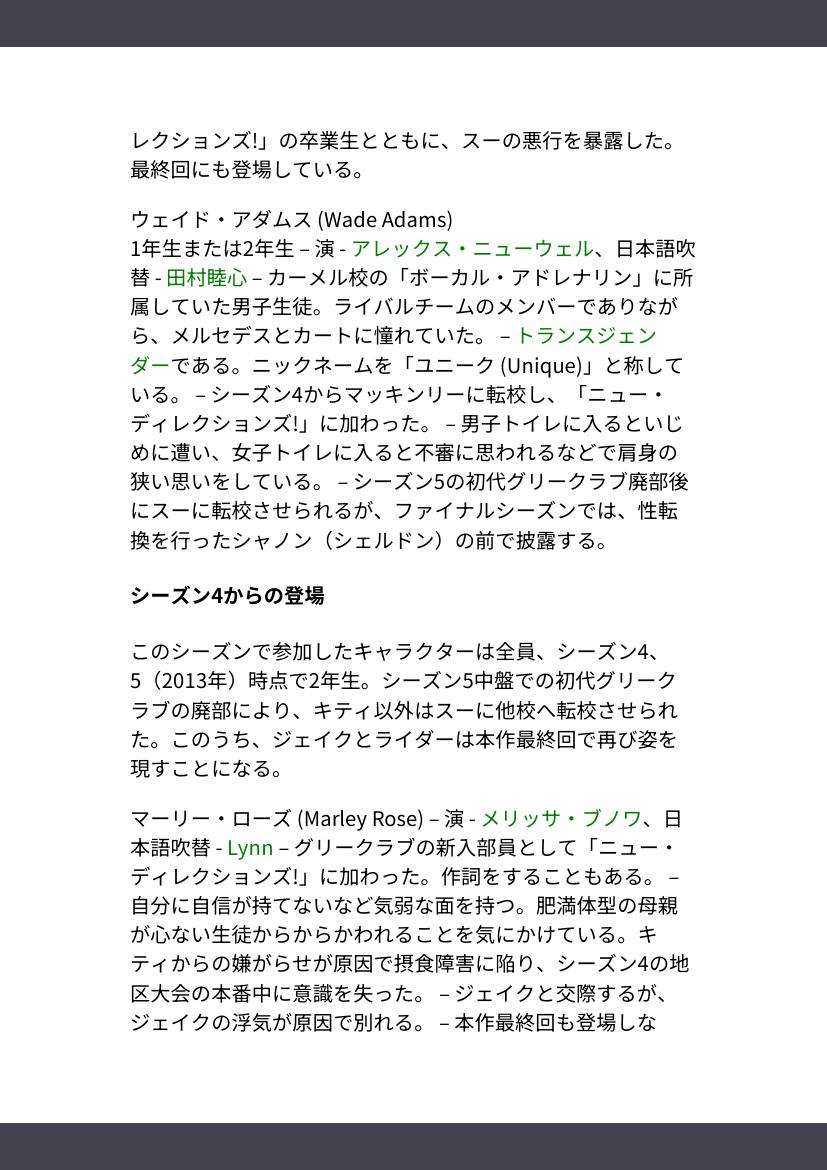 レクションズ!」の卒業生とともに、スーの悪行を暴露した。
最終回にも登場している。
ウェイド・アダムス (Wade Adams)
1年生または2年生 – 演 - アレックス・ニューウェル、日本語吹
替 - 田村睦心 – カーメル校の「ボーカル・アドレナリン」に所
属していた男子生徒。ライバルチームのメンバーでありなが
ら、メルセデスとカートに憧れていた。 – トランスジェン
ダーである。ニックネームを「ユニーク (Unique)」と称して
いる。 – シーズン4からマッキンリーに転校し、「ニュー・
ディレクションズ!」に加わった。 – 男子トイレに入るといじ
めに遭い、女子トイレに入ると不審に思われるなどで肩身の
狭い思いをしている。 – シーズン5の初代グリークラブ廃部後
にスーに転校させられるが、ファイナルシーズンでは、性転
換を行ったシャノン（シェルドン）の前で披露する。
シーズン4からの登場
このシーズンで参加したキャラクターは全員、シーズン4、
5（2013年）時点で2年生。シーズン5中盤での初代グリーク
ラブの廃部により、キティ以外はスーに他校へ転校させられ
た。このうち、ジェイクとライダーは本作最終回で再び姿を
現すことになる。
マーリー・ローズ (Marley Rose) – 演 - メリッサ・ブノワ、日
本語吹替 - Lynn – グリークラブの新入部員として「ニュー・
ディレクションズ!」に加わった。作詞をすることもある。 –
自分に自信が持てないなど気弱な面を持つ。肥満体型の母親
が心ない生徒からからかわれることを気にかけている。キ
ティからの嫌がらせが原因で摂食障害に陥り、シーズン4の地
区大会の本番中に意識を失った。 – ジェイクと交際するが、
ジェイクの浮気が原因で別れる。 – 本作最終回も登場しな